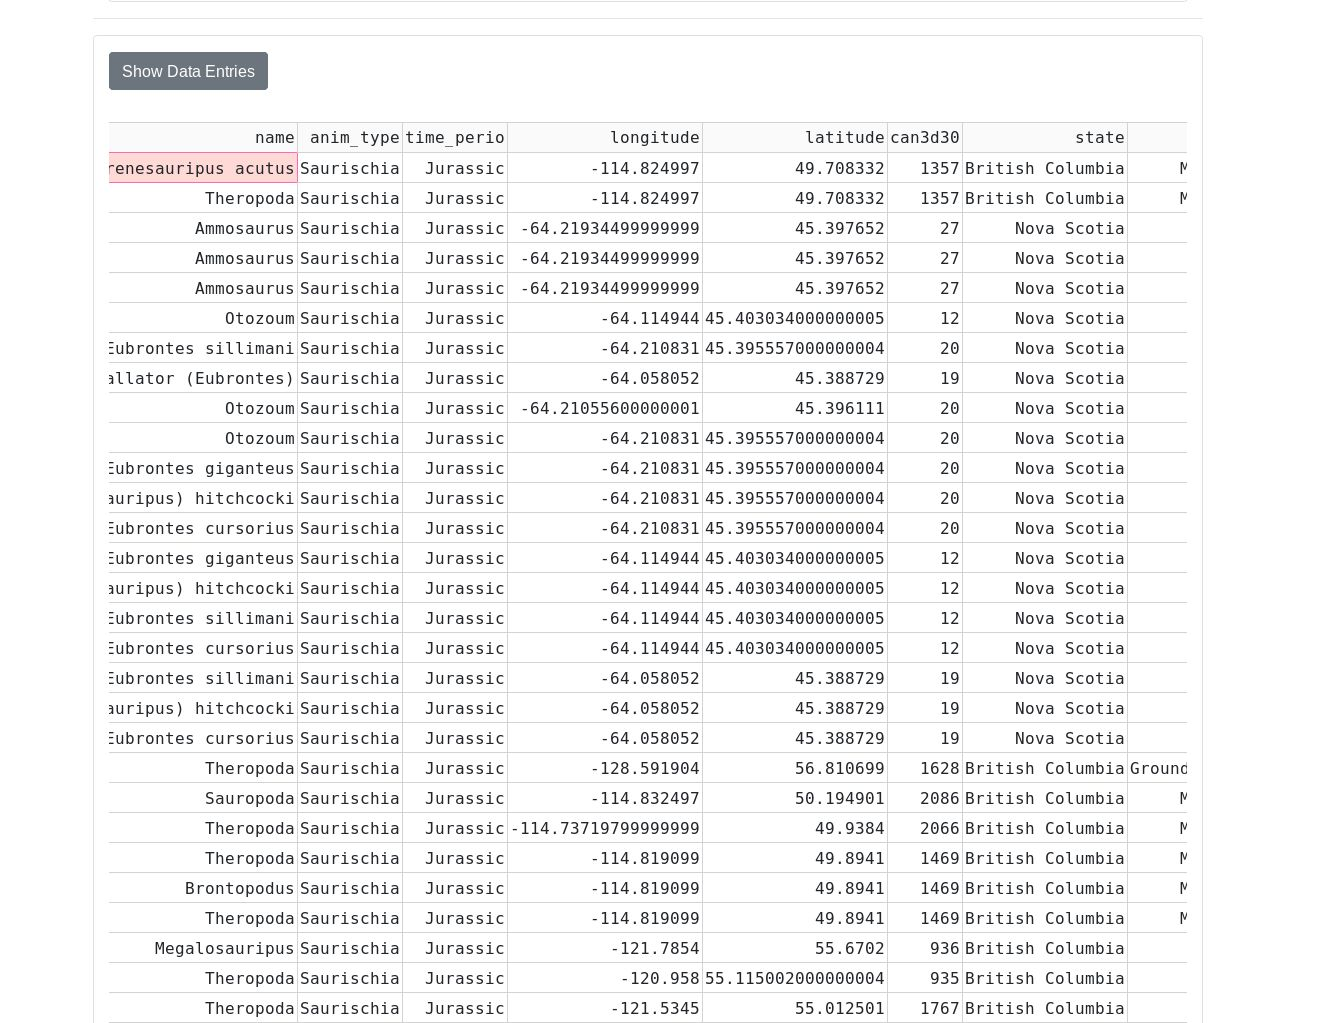 Show Data Entries
name anim_type time_perio longitude latitude can3d30 state
renesauripus acutus Saurischia Jurassic -114.824997 49.708332 1357 British Columbia M
Theropoda Saurischia Jurassic -114.824997 49.708332 1357 British Columbia M
Ammosaurus Saurischia Jurassic -64.21934499999999 45.397652 27 Nova Scotia
Ammosaurus Saurischia Jurassic -64.21934499999999 45.397652 27 Nova Scotia
Ammosaurus Saurischia Jurassic -64.21934499999999 45.397652 27 Nova Scotia
Otozoum Saurischia Jurassic -64.114944 45.403034000000005 12 Nova Scotia
Eubrontes sillimani Saurischia Jurassic -64.210831 45.395557000000004 20 Nova Scotia
allator (Eubrontes) Saurischia Jurassic -64.058052 45.388729 19 Nova Scotia
Otozoum Saurischia Jurassic -64.21055600000001 45.396111 20 Nova Scotia
Otozoum Saurischia Jurassic -64.210831 45.395557000000004 20 Nova Scotia
Eubrontes giganteus Saurischia Jurassic -64.210831 45.395557000000004 20 Nova Scotia
auripus) hitchcocki Saurischia Jurassic -64.210831 45.395557000000004 20 Nova Scotia
Eubrontes cursorius Saurischia Jurassic -64.210831 45.395557000000004 20 Nova Scotia
Eubrontes giganteus Saurischia Jurassic -64.114944 45.403034000000005 12 Nova Scotia
auripus) hitchcocki Saurischia Jurassic -64.114944 45.403034000000005 12 Nova Scotia
Eubrontes sillimani Saurischia Jurassic -64.114944 45.403034000000005 12 Nova Scotia
Eubrontes cursorius Saurischia Jurassic -64.114944 45.403034000000005 12 Nova Scotia
Eubrontes sillimani Saurischia Jurassic -64.058052 45.388729 19 Nova Scotia
auripus) hitchcocki Saurischia Jurassic -64.058052 45.388729 19 Nova Scotia
Eubrontes cursorius Saurischia Jurassic -64.058052 45.388729 19 Nova Scotia
Theropoda Saurischia Jurassic -128.591904 56.810699 1628 British Columbia Ground
Sauropoda Saurischia Jurassic -114.832497 50.194901 2086 British Columbia M
Theropoda Saurischia Jurassic -114.73719799999999 49.9384 2066 British Columbia M
Theropoda Saurischia Jurassic -114.819099 49.8941 1469 British Columbia M
Brontopodus Saurischia Jurassic -114.819099 49.8941 1469 British Columbia M
Theropoda Saurischia Jurassic -114.819099 49.8941 1469 British Columbia M
Megalosauripus Saurischia Jurassic -121.7854 55.6702 936 British Columbia
Theropoda Saurischia Jurassic -120.958 55.115002000000004 935 British Columbia
Theropoda Saurischia Jurassic -121.5345 55.012501 1767 British Columbia